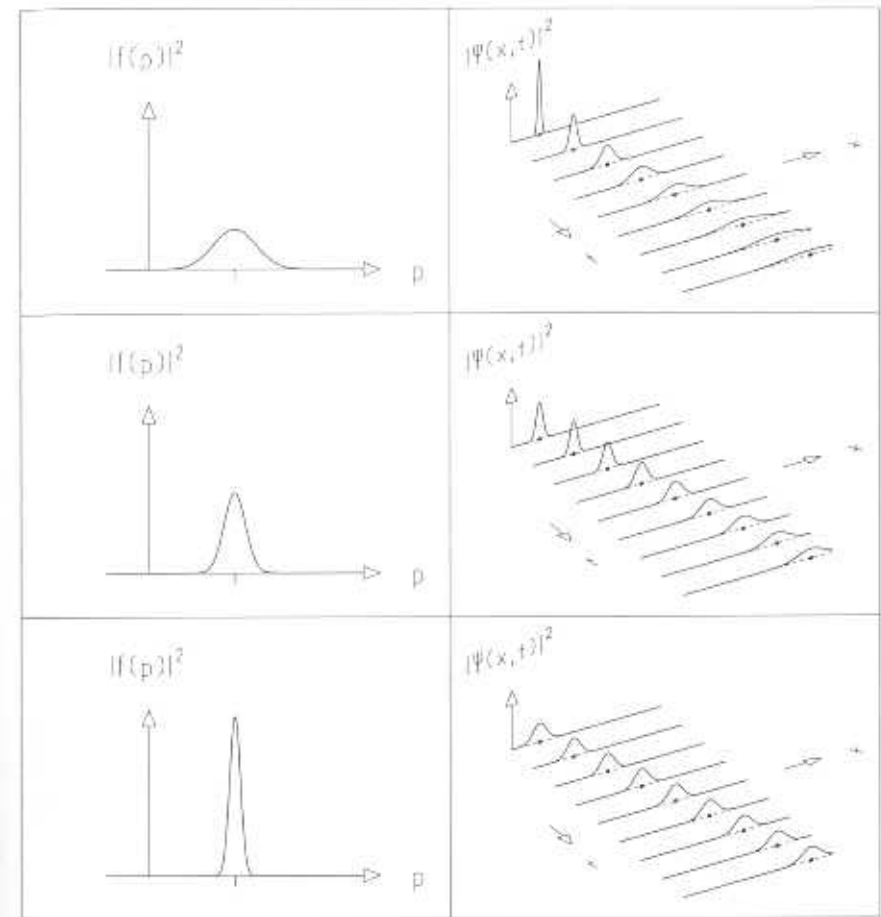 |f(p)|²
|Ψ(x,t)|²
x
t
p
|f(p)|²
|Ψ(x,t)|²
x
t
p
|f(p)|²
|Ψ(x,t)|²
x
t
p